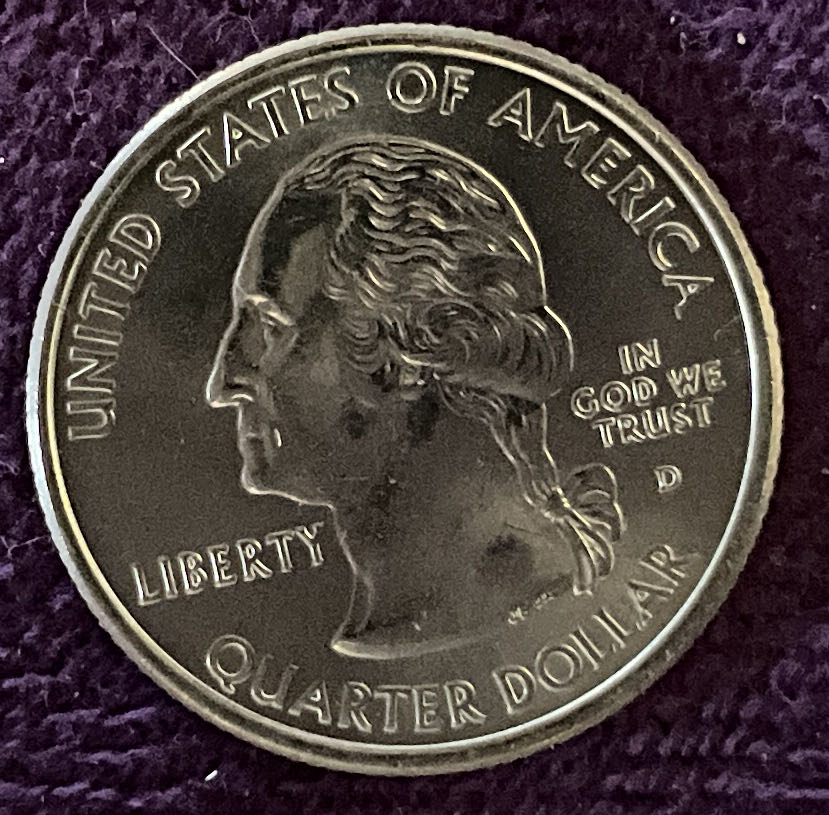 UNITED STATES OF AMERICA
IN
GOD WE
TRUST
D
LIBERTY
QUARTER DOLLAR